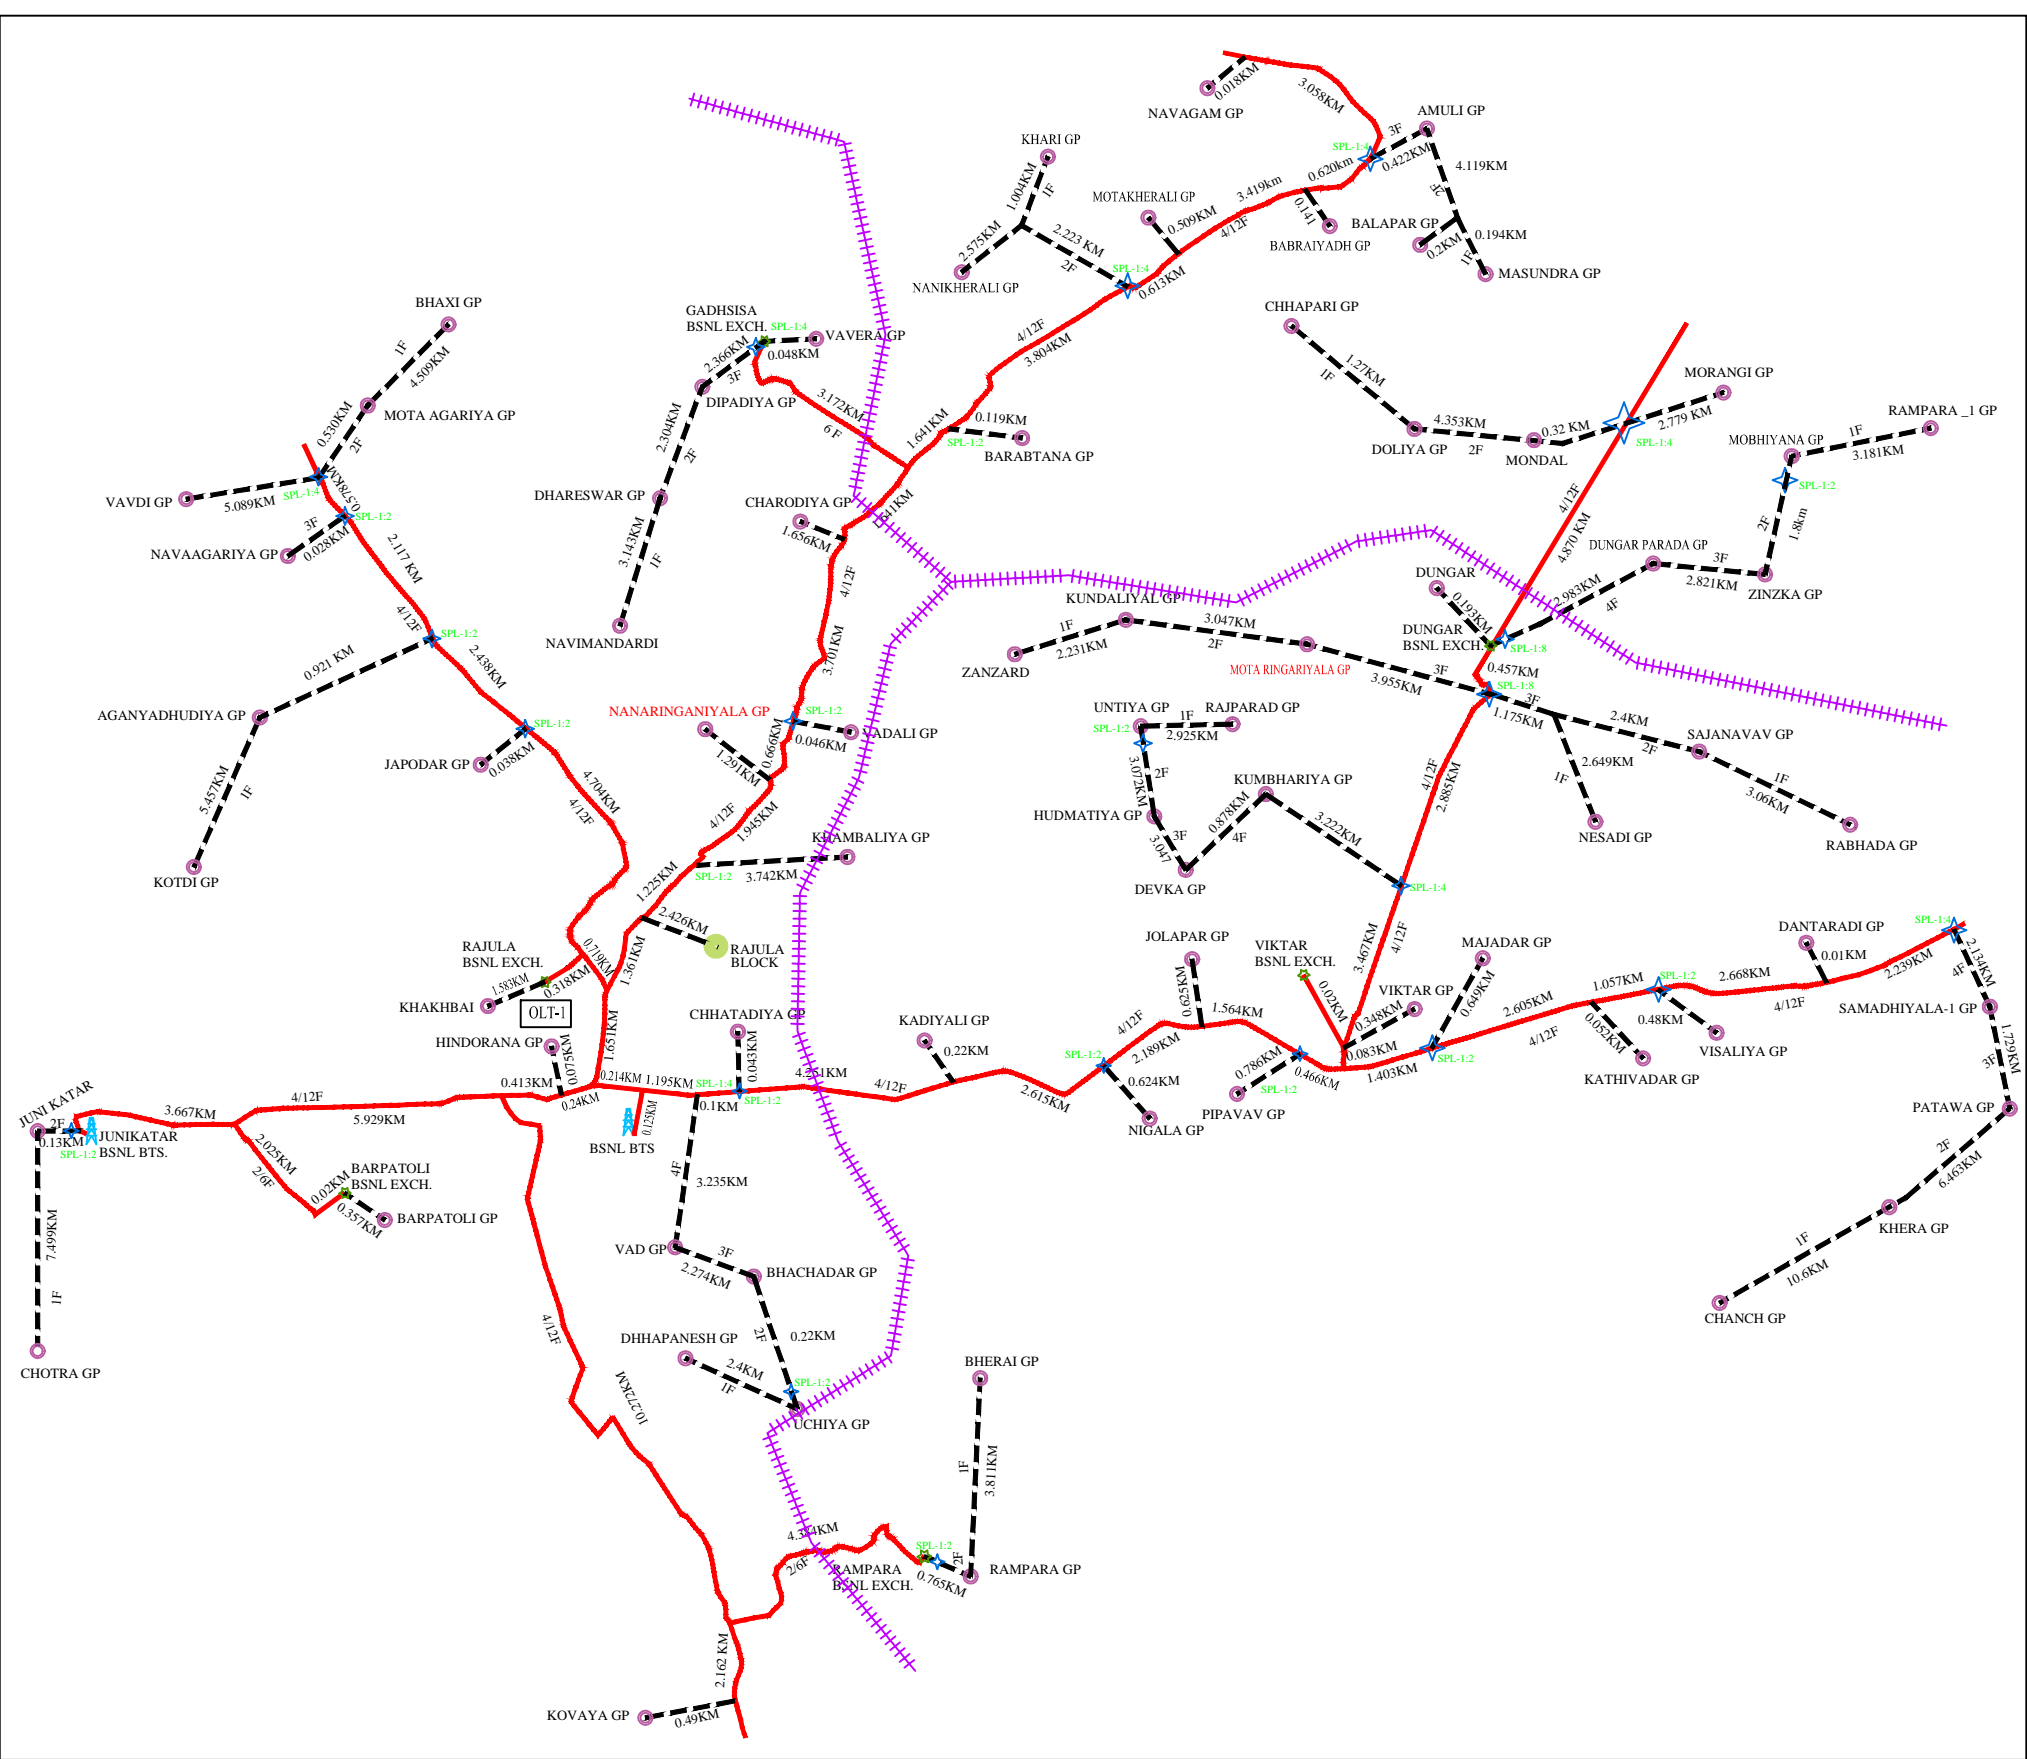 NAVAGAM GP
0.018KM
3.058KM
AMULI GP
3F
SPL-1:4
0.422KM
4.119KM
2F
KHARI GP
1.004KM
1F
MOTAKHERALI GP
0.509KM
3.419km
0.620km
4/12F
0.141
BABRAIYADH GP
BALAPAR GP
0.2KM
0.194KM
1F
MASUNDRA GP
2.575KM
2.223 KM
2F
NANIKHERALI GP
SPL-1:4
0.613KM
CHHAPARI GP
BHAXI GP
1F
4.509KM
GADHSISA
BSNL EXCH.
SPL-1:4
VAVERA GP
0.048KM
2.366KM
3F
DIPADIYA GP
4/12F
3.804KM
1.27KM
1F
MORANGI GP
2.779 KM
RAMPARA _1 GP
1F
3.181KM
MOBHIYANA GP
0.530KM
2F
MOTA AGARIYA GP
3.172KM
6 F
1.641KM
0.119KM
SPL-1:2
BARABTANA GP
4.353KM
2F
DOLIYA GP
0.32 KM
MONDAL
SPL-1:4
2.304KM
2F
VAVDI GP
5.089KM
SPL-1:4
0.578KM
SPL-1:2
DHARESWAR GP
CHARODIYA GP
1.656KM
1.641KM
4/12F
4.870 KM
SPL-1:2
2F
1.8km
NAVAAGARIYA GP
3F
0.028KM
2.117 KM
3.143KM
1F
DUNGAR PARADA GP
3F
2.821KM
ZINZKA GP
DUNGAR
0.193KM
2.983KM
4F
4/12F
SPL-1:2
NAVIMANDARDI
4/12F
3.701KM
KUNDALIYAL GP
1F
2.231KM
ZANZARD
3.047KM
2F
MOTA RINGARIYALA GP
3F
3.955KM
DUNGAR
BSNL EXCH.
SPL-1:8
0.457KM
SPL-1:8
0.921 KM
2.438KM
AGANYADHUDIYA GP
SPL-1:2
NANARINGANIYALA GP
1.291KM
0.666KM
SPL-1:2
0.046KM
VADALI GP
UNTIYA GP
SPL-1:2
1F
2.925KM
RAJPARAD GP
3F
1.175KM
2.4KM
2F
SAJANAVAV GP
2.649KM
1F
1F
3.06KM
JAPODAR GP
0.038KM
4.704KM
4/12F
5.457KM
1F
3.072KM
2F
KUMBHARIYA GP
4/12F
2.885KM
4/12F
1.945KM
HUDMATIYA GP
3F
3.047
0.878KM
4F
3.222KM
NESADI GP
RABHADA GP
KHAMBALIYA GP
3.742KM
SPL-1:2
1.225KM
KOTDI GP
DEVKA GP
SPL-1:4
2.426KM
RAJULA
BLOCK
RAJULA
BSNL EXCH.
0.719KM
1.361KM
1.583KM
0.318KM
KHAKHBAI
OLT-1
JOLAPAR GP
0.625KM
VIKTAR
BSNL EXCH.
0.02KM
3.467KM
4/12F
MAJADAR GP
0.649KM
DANTARADI GP
0.01KM
SPL-1:4
2.134KM
4F
2.239KM
SAMADHIYALA-1 GP
1.057KM
SPL-1:2
2.668KM
4/12F
HINDORANA GP
0.075KM
1.651KM
CHHATADIYA GP
0.043KM
KADIYALI GP
0.22KM
4/12F
2.189KM
1.564KM
VIKTAR GP
0.348KM
0.083KM
2.605KM
4/12F
0.052KM
KATHIVADAR GP
0.48KM
VISALIYA GP
1.729KM
3F
PATAWA GP
SPL-1:2
0.624KM
NIGALA GP
0.786KM
SPL-1:2
PIPAVAV GP
0.466KM
1.403KM
SPL-1:2
JUNI KATAR
2F
0.13KM
SPL-1:2
JUNIKATAR
BSNL BTS.
3.667KM
4/12F
5.929KM
0.413KM
0.24KM
0.214KM
1.195KM
SPL-1:4
0.1KM
SPL-1:2
4.251KM
4/12F
2.615KM
0.125KM
BSNL BTS
2.025KM
2/6F
BARPATOLI
BSNL EXCH.
0.02KM
0.357KM
BARPATOLI GP
4F
3.235KM
7.499KM
1F
VAD GP
3F
2.274KM
BHACHADAR GP
2F
6.463KM
KHERA GP
1F
10.6KM
CHANCH GP
4/12F
2F
0.22KM
DHHAPANESH GP
2.4KM
1F
SPL-1:2
UCHIYA GP
CHOTRA GP
10.272KM
BHERAI GP
1F
3.811KM
2/6F
RAMPARA
BSNL EXCH.
SPL-1:2
2F
0.765KM
RAMPARA GP
2.162 KM
KOVAYA GP
0.49KM